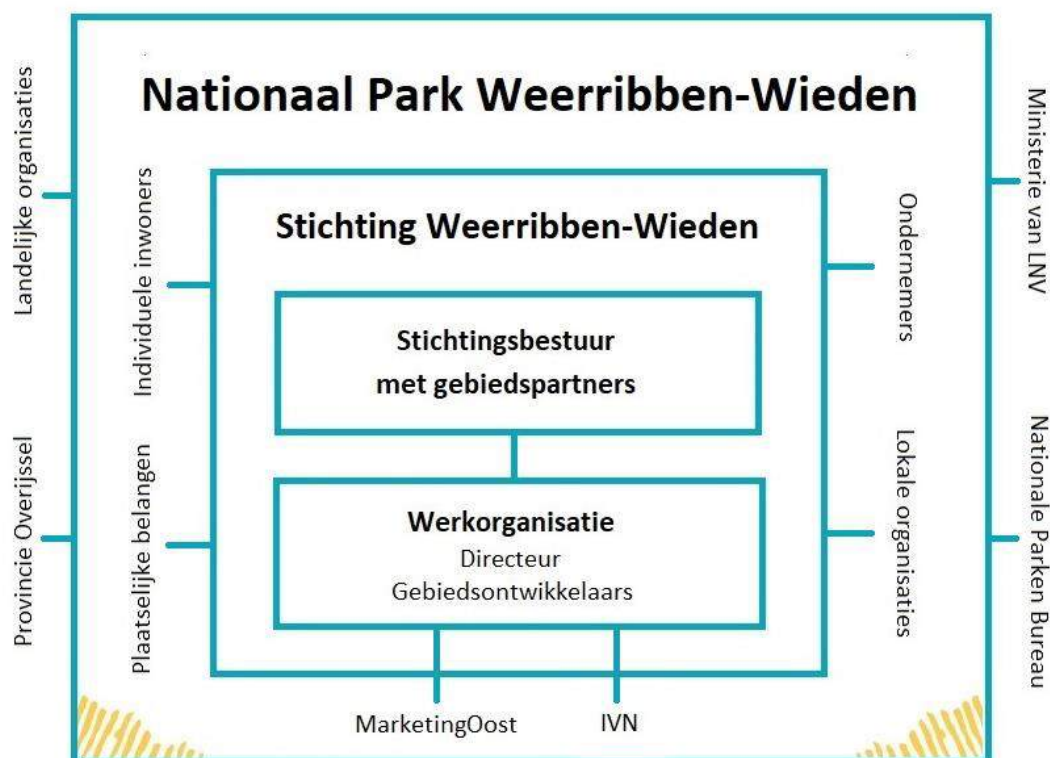 Nationaal Park Weerribben-Wieden
Landelijke organisaties
Provincie Overijssel
Individuele inwoners
Plaatselijke belangen
Stichting Weerribben-Wieden
Stichtingsbestuur
met gebiedspartners
Werkorganisatie
Directeur
Gebiedsontwikkelaars
MarketingOost
IVN
Ondernemers
Lokale organisaties
Ministerie van LNV
Nationale Parken Bureau